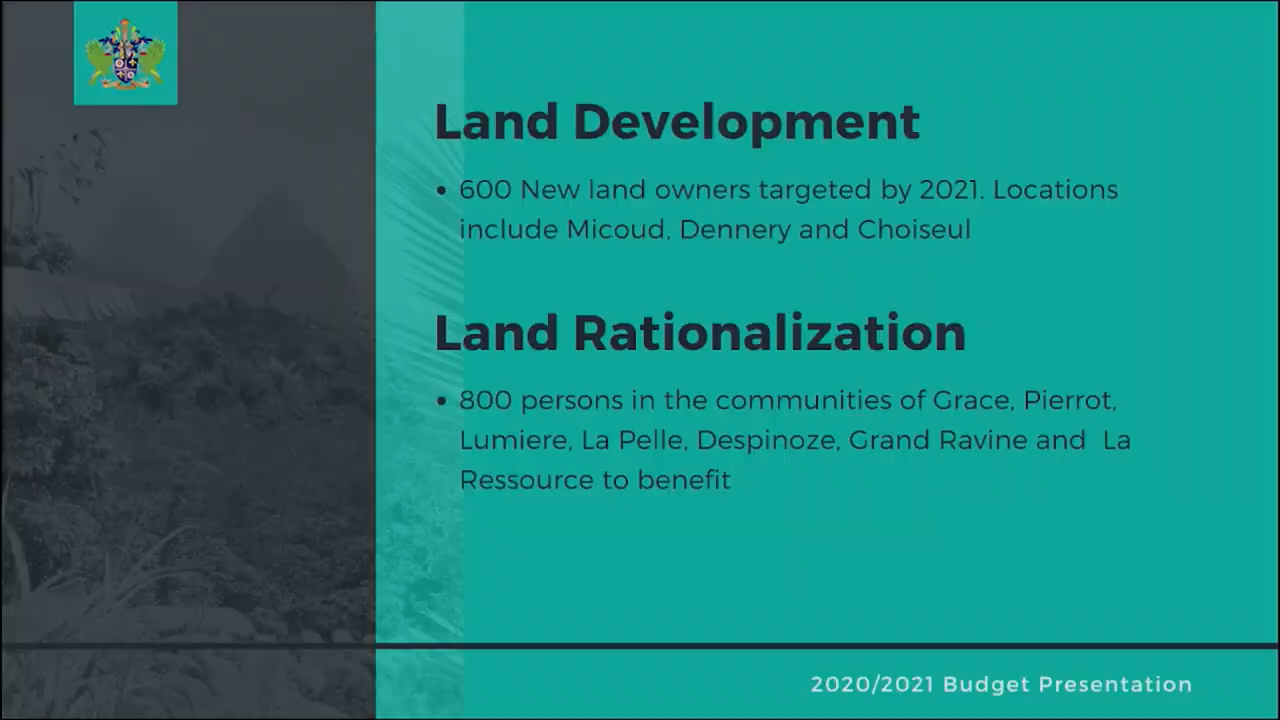 Land Development
• 600 New land owners targeted by 2021. Locations
include Micoud, Dennery and Choiseul
Land Rationalization
• 800 persons in the communities of Grace, Pierrot,
Lumiere, La Pelle, Despinoze, Grand Ravine and  La
Ressource to benefit
2020/2021 Budget Presentation